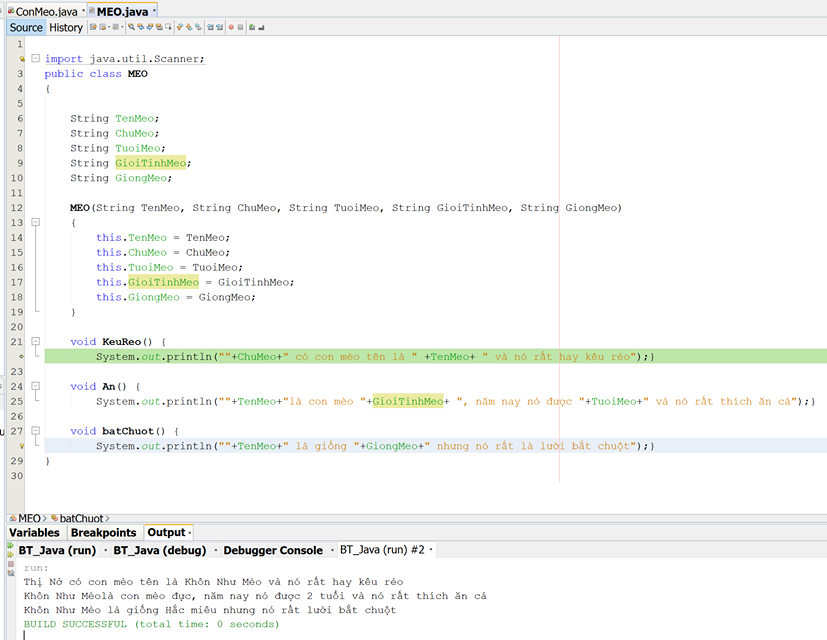 ConMeo.java
MEO.java
Source History
1
import java.util.Scanner;
3 public class MEO
4 {
5
6 String TenMeo;
7 String ChuMeo;
8 String TuoiMeo;
9 String GioiTinhMeo;
10 String GiongMeo;
11
12 MEO(String TenMeo, String ChuMeo, String TuoiMeo, String GioiTinhMeo, String GiongMeo)
13 {
14 this.TenMeo = TenMeo;
15 this.ChuMeo = ChuMeo;
16 this.TuoiMeo = TuoiMeo;
17 this.GioiTinhMeo = GioiTinhMeo;
18 this.GiongMeo = GiongMeo;
19 }
20
21 void KeuReo() {
System.out.println(""+ChuMeo+" có con mèo tên là " +TenMeo+ " và nó rất hay kêu réo");}
23
24 void An() {
25 System.out.println(""+TenMeo+"là con mèo "+GioiTinhMeo+ ", năm nay nó được "+TuoiMeo+" và nó rất thích ăn cá");}
26
27 void batChuot() {
System.out.println(""+TenMeo+" là giống "+GiongMeo+" nhưng nó rất là lười bắt chuột");}
29 }
30
MEO batChuot
Variables Breakpoints Output
BT_Java (run) BT_Java (debug) Debugger Console BT_Java (run) #2
run:
Thị Nở có con mèo tên là Khôn Như Mèo và nó rất hay kêu réo
Khôn Như Mèolà con mèo đực, năm nay nó được 2 tuổi và nó rất thích ăn cá
Khôn Như Mèo là giống Hắc miêu nhưng nó rất lười bắt chuột
BUILD SUCCESSFUL (total time: 0 seconds)